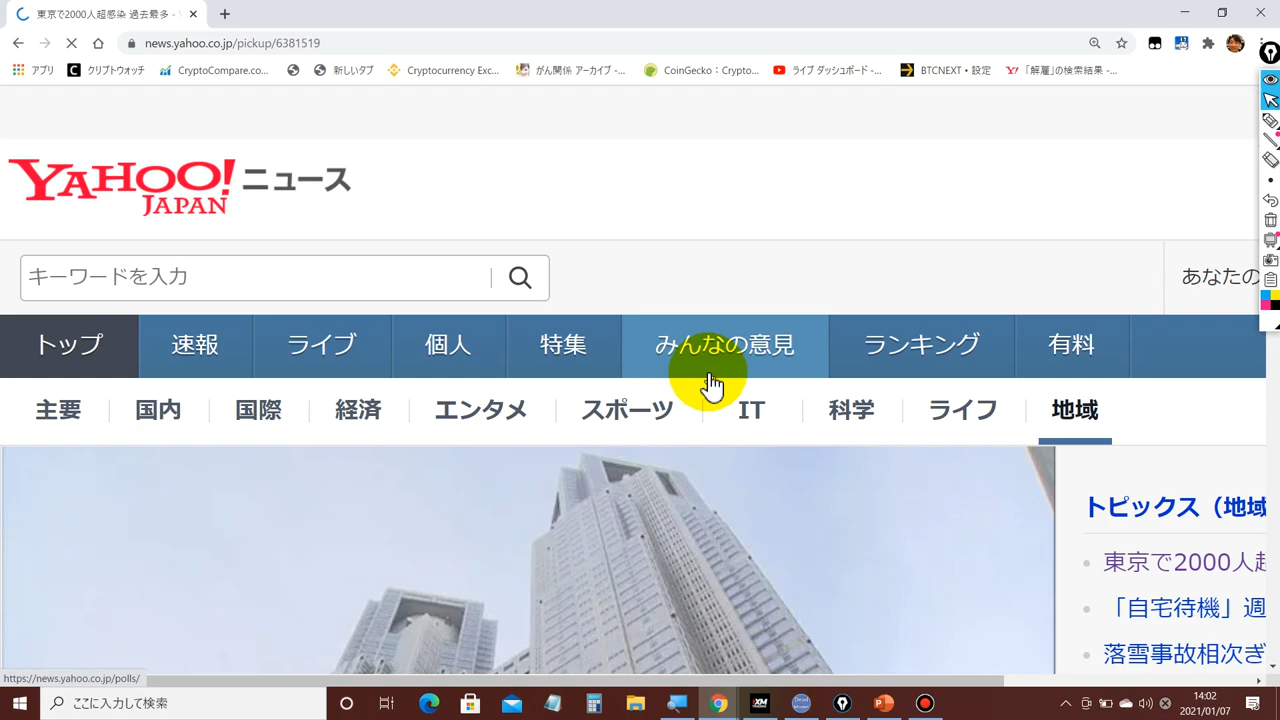 東京で2000人超感染 過去最多 -
news.yahoo.co.jp/pickup/6381519
アプリ クリプトウォッチ CryptoCompare.co... 新しいタブ Cryptocurrency Exc... がん関係 アーカイブ -... CoinGecko：Crypto... ライブ ダッシュボード -... BTCNEXT・設定 「解雇」の検索結果 -...
YAHOO! JAPAN ニュース
キーワードを入力
あなたの
トップ 速報 ライブ 個人 特集 みんなの意見 ランキング 有料
主要 国内 国際 経済 エンタメ スポーツ IT 科学 ライフ 地域
トピックス（地域
東京で2000人超
「自宅待機」週
落雪事故相次ぎ
https://news.yahoo.co.jp/polls/
ここに入力して検索
14:02
2021/01/07